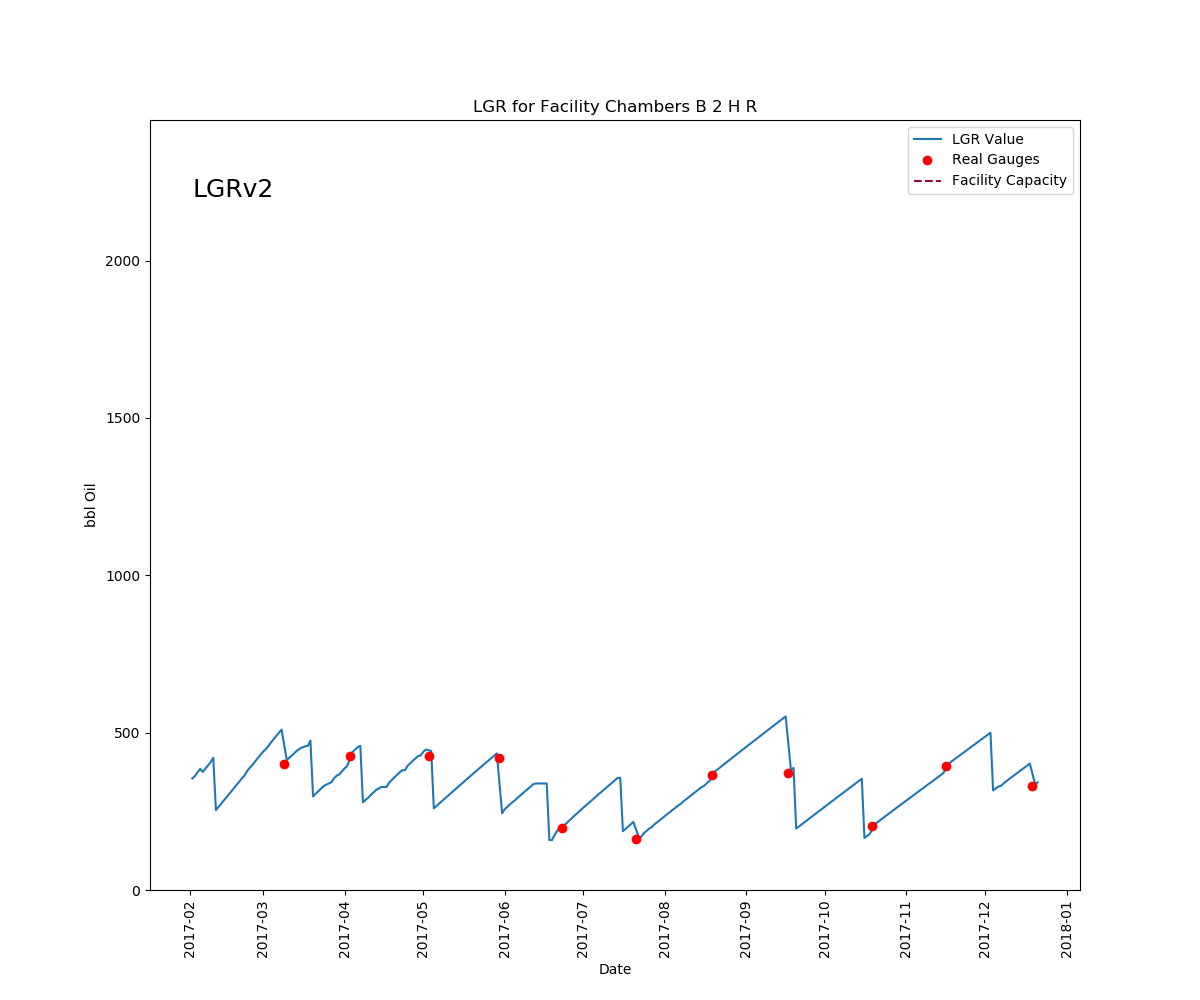 LGR for Facility Chambers B 2 H R
LGR Value
Real Gauges
Facility Capacity
LGRv2
2000
1500
1000
500
0
bbl Oil
2017-02
2017-03
2017-04
2017-05
2017-06
2017-07
2017-08
2017-09
2017-10
2017-11
2017-12
2018-01
Date